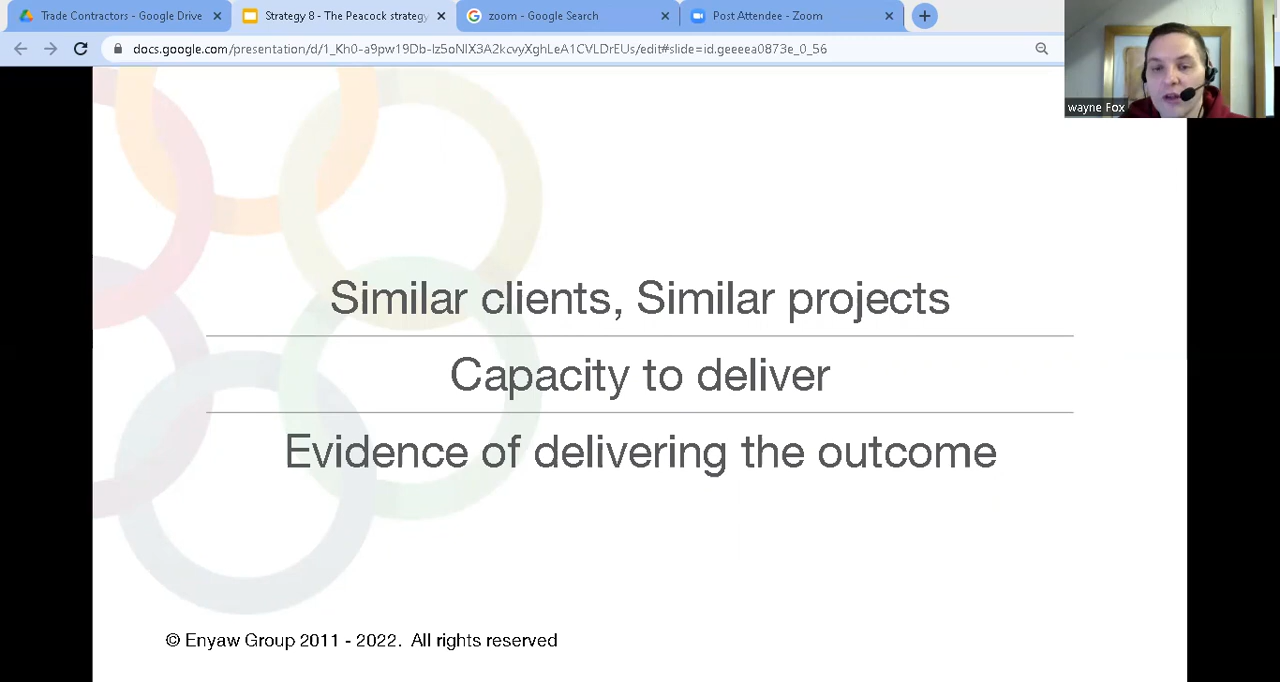 Trade Contractors - Google Drive
Strategy 8 - The Peacock strategy
zoom - Google Search
Post Attendee - Zoom
docs.google.com/presentation/d/1_Kh0-a9pw19Db-Iz5oNIX3A2kcvyXghLeA1CVLDrEUs/edit#slide=id.geeeea0873e_0_56
wayne Fox
Similar clients, Similar projects
Capacity to deliver
Evidence of delivering the outcome
© Enyaw Group 2011 - 2022. All rights reserved